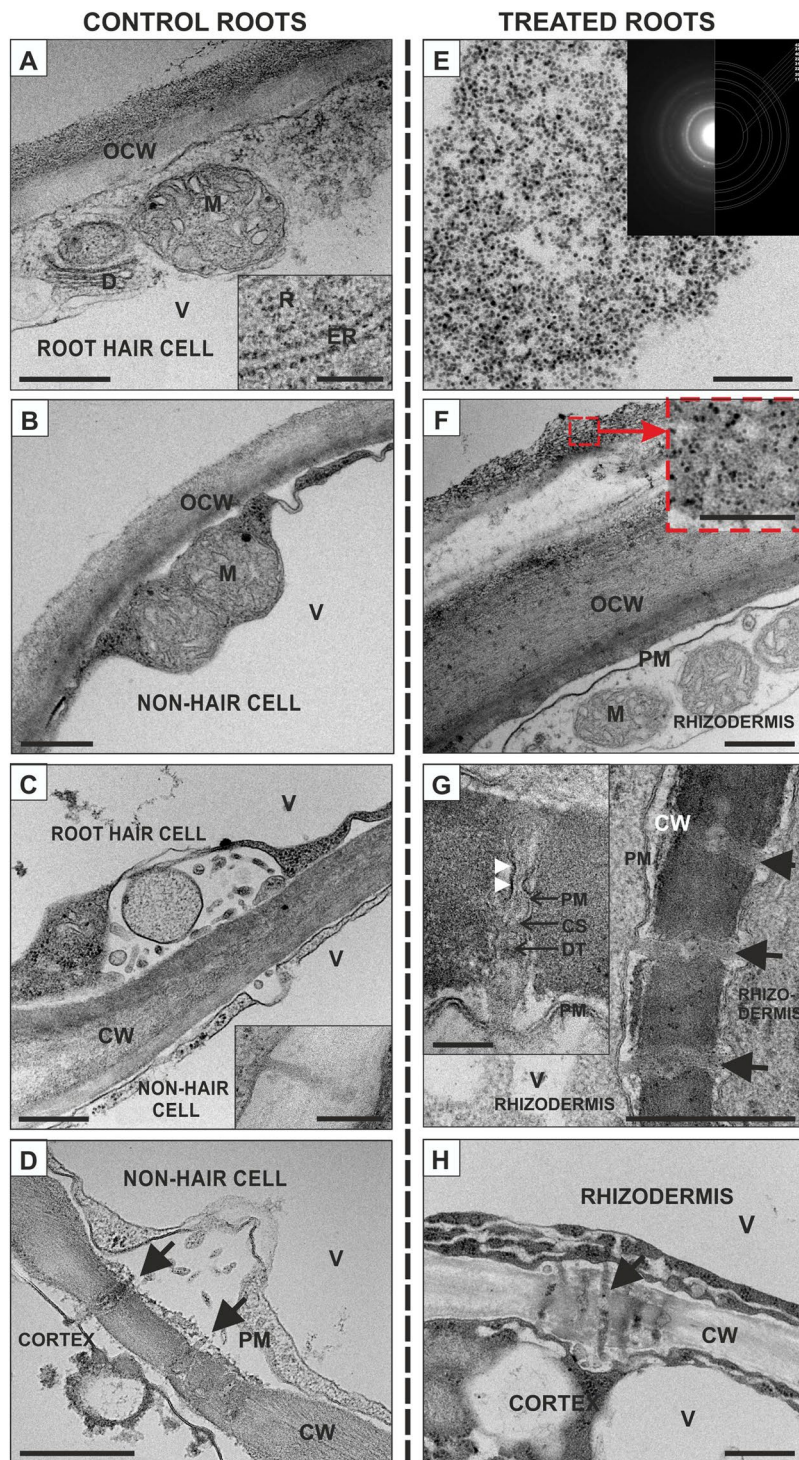 CONTROL ROOTS
TREATED ROOTS
A
OCW
M
D
V
R
ER
ROOT HAIR CELL
B
OCW
M
V
NON-HAIR CELL
C
V
ROOT HAIR CELL
V
CW
NON-HAIR
CELL
D
NON-HAIR CELL
V
PM
CORTEX
CW
E
F
OCW
PM
M
RHIZODERMIS
G
CW
PM
PM
CS
DT
PM
RHIZO-
DERMIS
V
RHIZODERMIS
H
RHIZODERMIS
V
CW
CORTEX
V